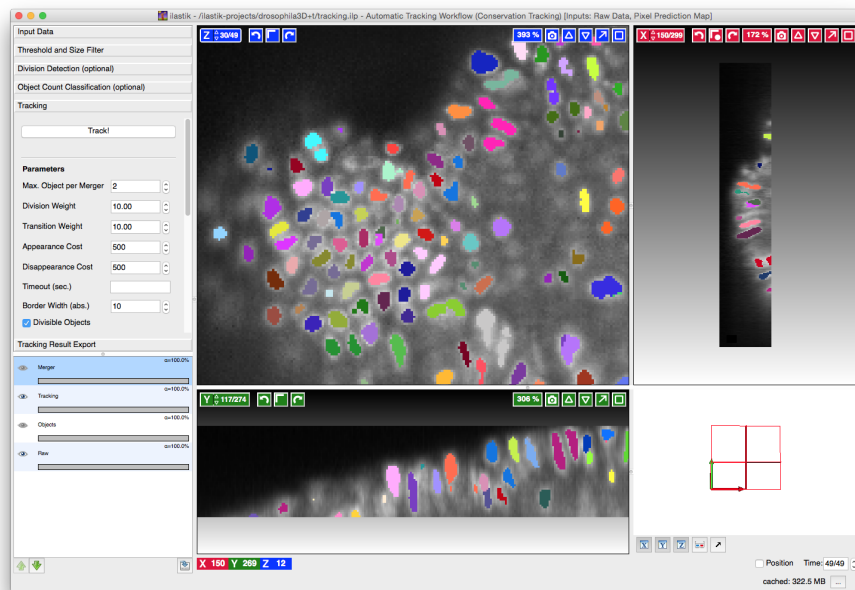 ilastik - /ilastik-projects/drosophila3D+t/tracking.ilp - Automatic Tracking Workflow (Conservation Tracking) [Inputs: Raw Data, Pixel Prediction Map]
Input Data
Threshold and Size Filter
Division Detection (optional)
Object Count Classification (optional)
Tracking
Track!
Parameters
Max. Object per Merger 2
Division Weight 10.00
Transition Weight 10.00
Appearance Cost 500
Disappearance Cost 500
Timeout (sec.)
Border Width (abs.) 10
Divisible Objects
Tracking Result Export
Merger α=100.0%
Tracking α=100.0%
Objects α=100.0%
Raw α=100.0%
Z 30/49 393 %
X 150/299 172 %
Y 117/274 306 %
X 150 Y 269 Z 12
X Y Z
Position Time: 49/49
cached: 322.5 MB ...